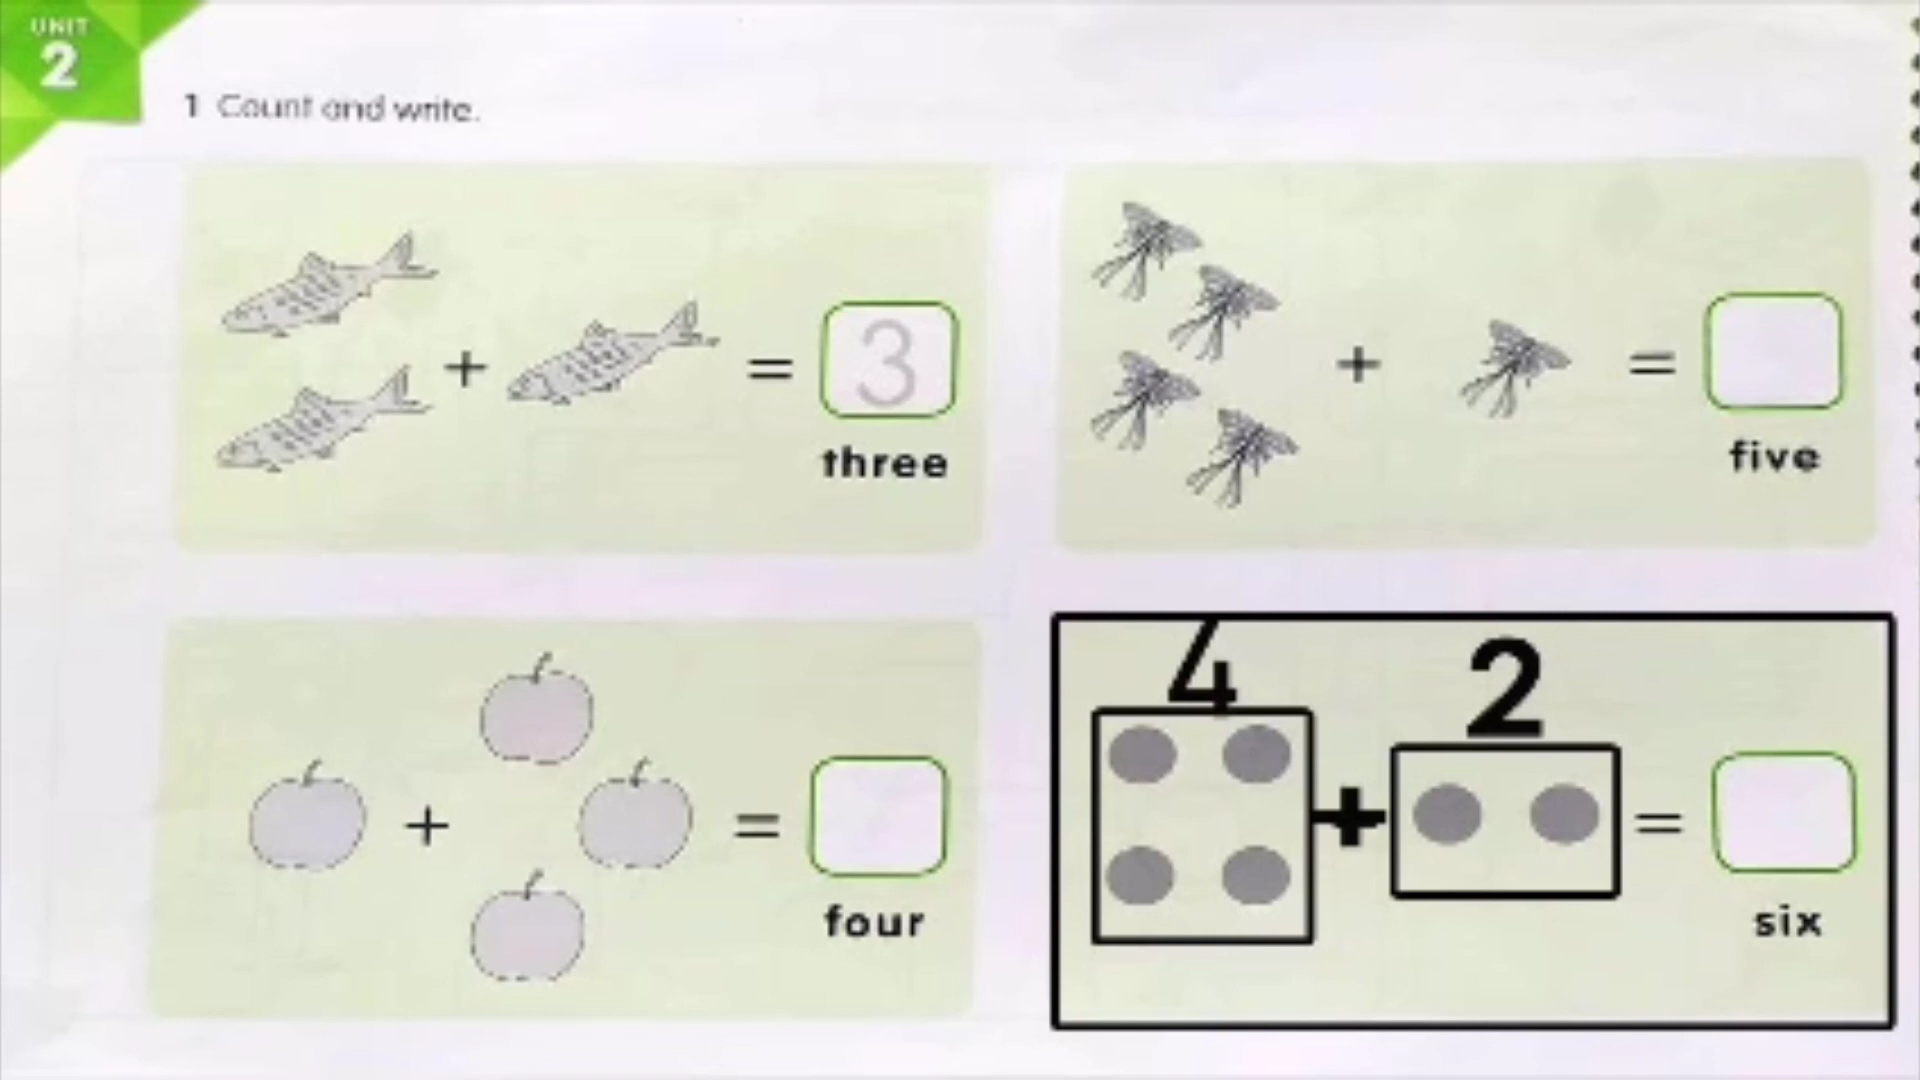 UNIT
2
1 Count and write.
+ = 3
three
+ =
five
+ =
four
4 2
+ =
six